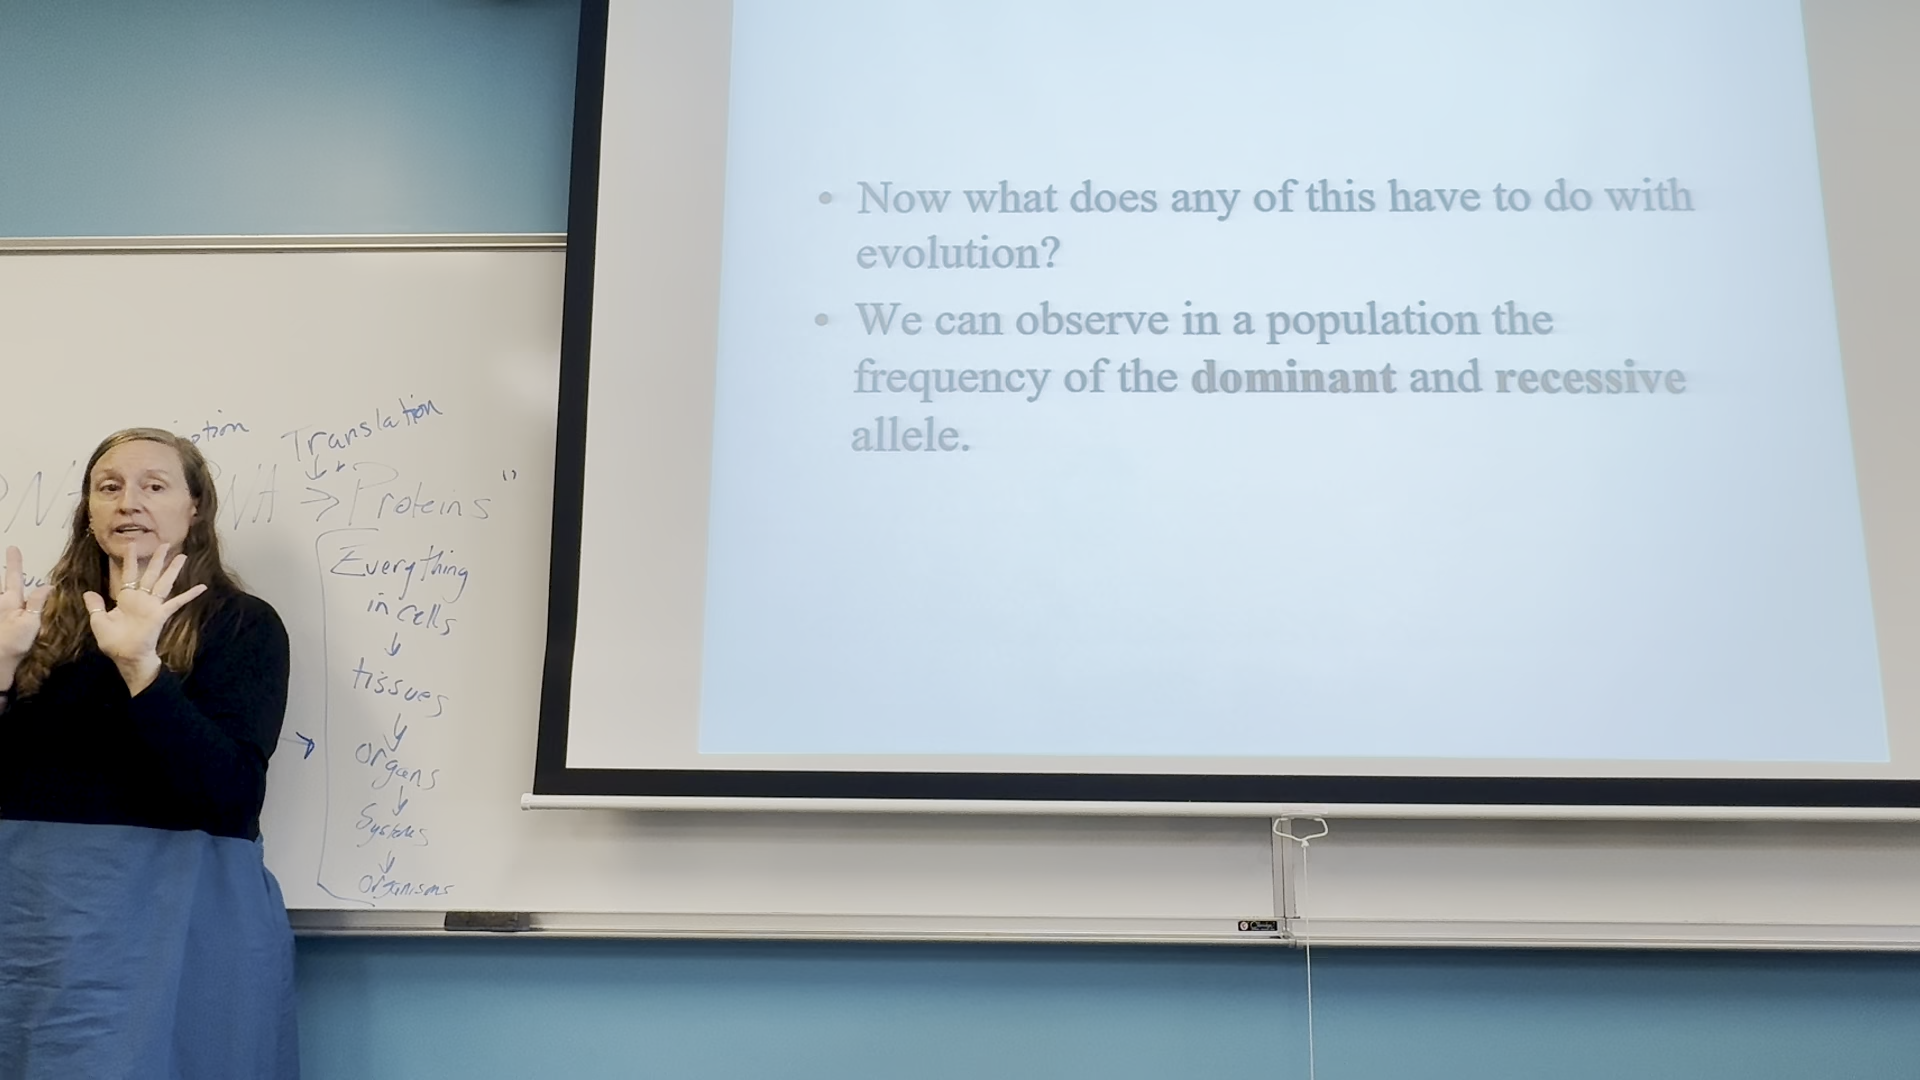 • Now what does any of this have to do with
evolution?
• We can observe in a population the
frequency of the dominant and recessive
allele.
Translation
→ Proteins "
Everything
in cells
↓
tissues
↓
organs
↓
Systems
↓
organisms
→